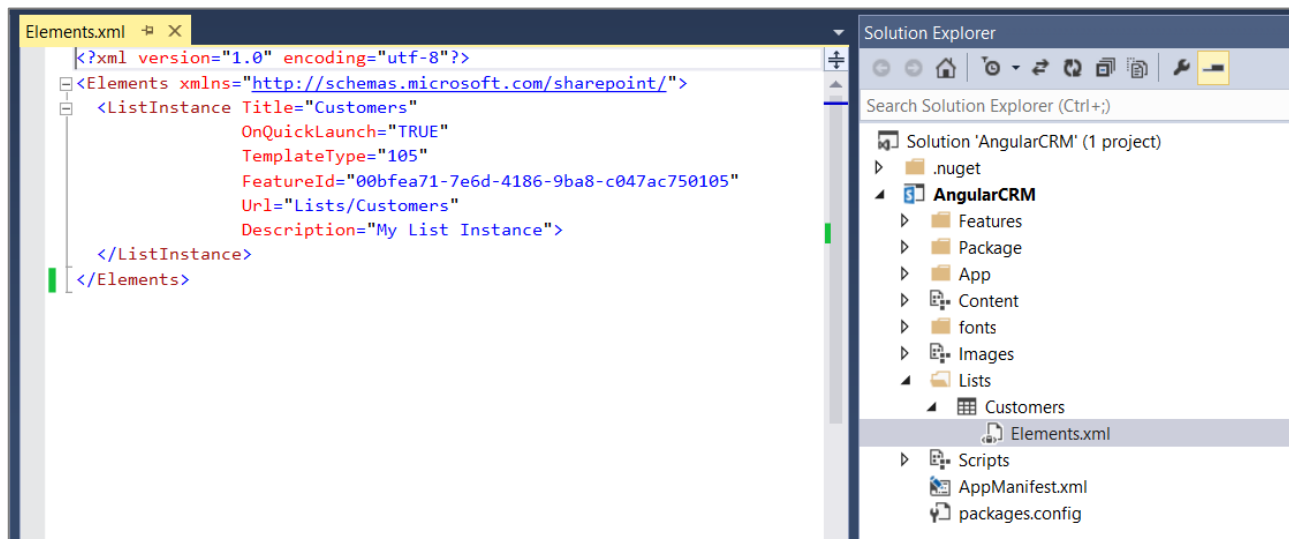 Elements.xml
<?xml version="1.0" encoding="utf-8"?>
<Elements xmlns="http://schemas.microsoft.com/sharepoint/">
<ListInstance Title="Customers"
OnQuickLaunch="TRUE"
TemplateType="105"
FeatureId="00bfea71-7e6d-4186-9ba8-c047ac750105"
Url="Lists/Customers"
Description="My List Instance">
</ListInstance>
</Elements>
Solution Explorer
Search Solution Explorer (Ctrl+;)
Solution 'AngularCRM' (1 project)
.nuget
AngularCRM
Features
Package
App
Content
fonts
Images
Lists
Customers
Elements.xml
Scripts
AppManifest.xml
packages.config